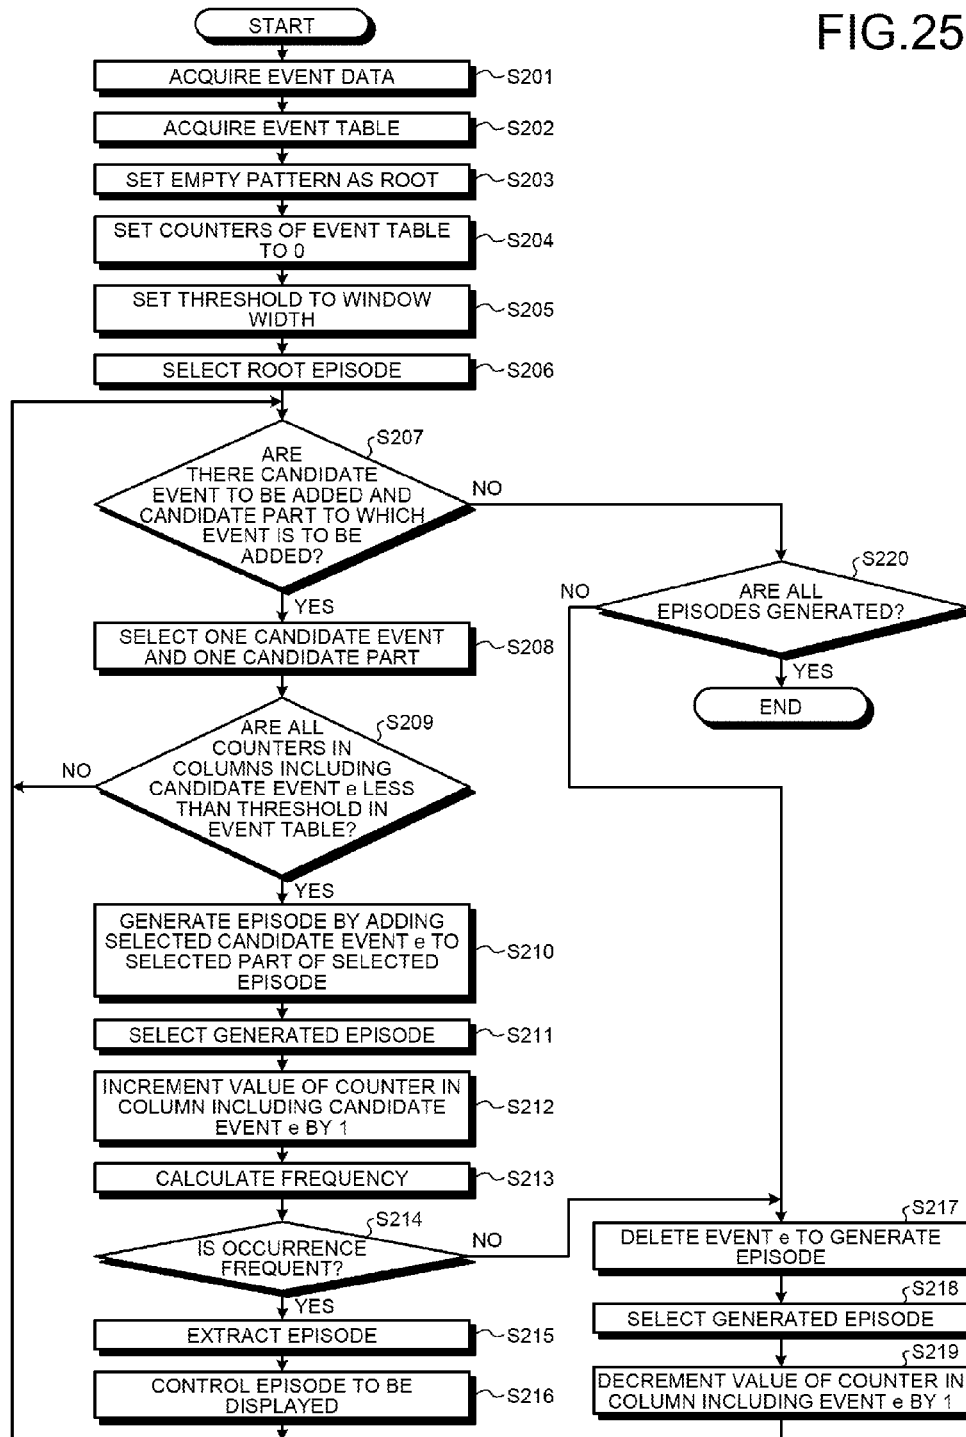 FIG.25
START
ACQUIRE EVENT DATA
S201
ACQUIRE EVENT TABLE
S202
SET EMPTY PATTERN AS ROOT
S203
SET COUNTERS OF EVENT TABLE
TO 0
S204
SET THRESHOLD TO WINDOW
WIDTH
S205
SELECT ROOT EPISODE
S206
S207
ARE
THERE CANDIDATE
EVENT TO BE ADDED AND
CANDIDATE PART TO WHICH
EVENT IS TO BE
ADDED?
NO
YES
S220
ARE ALL
EPISODES GENERATED?
NO
YES
END
SELECT ONE CANDIDATE EVENT
AND ONE CANDIDATE PART
S208
S209
ARE ALL
COUNTERS IN
COLUMNS INCLUDING
CANDIDATE EVENT e LESS
THAN THRESHOLD IN
EVENT TABLE?
NO
YES
GENERATE EPISODE BY ADDING
SELECTED CANDIDATE EVENT e TO
SELECTED PART OF SELECTED
EPISODE
S210
SELECT GENERATED EPISODE
S211
INCREMENT VALUE OF COUNTER IN
COLUMN INCLUDING CANDIDATE
EVENT e BY 1
S212
CALCULATE FREQUENCY
S213
S214
IS OCCURRENCE
FREQUENT?
NO
YES
EXTRACT EPISODE
S215
CONTROL EPISODE TO BE
DISPLAYED
S216
S217
DELETE EVENT e TO GENERATE
EPISODE
S218
SELECT GENERATED EPISODE
S219
DECREMENT VALUE OF COUNTER IN
COLUMN INCLUDING EVENT e BY 1